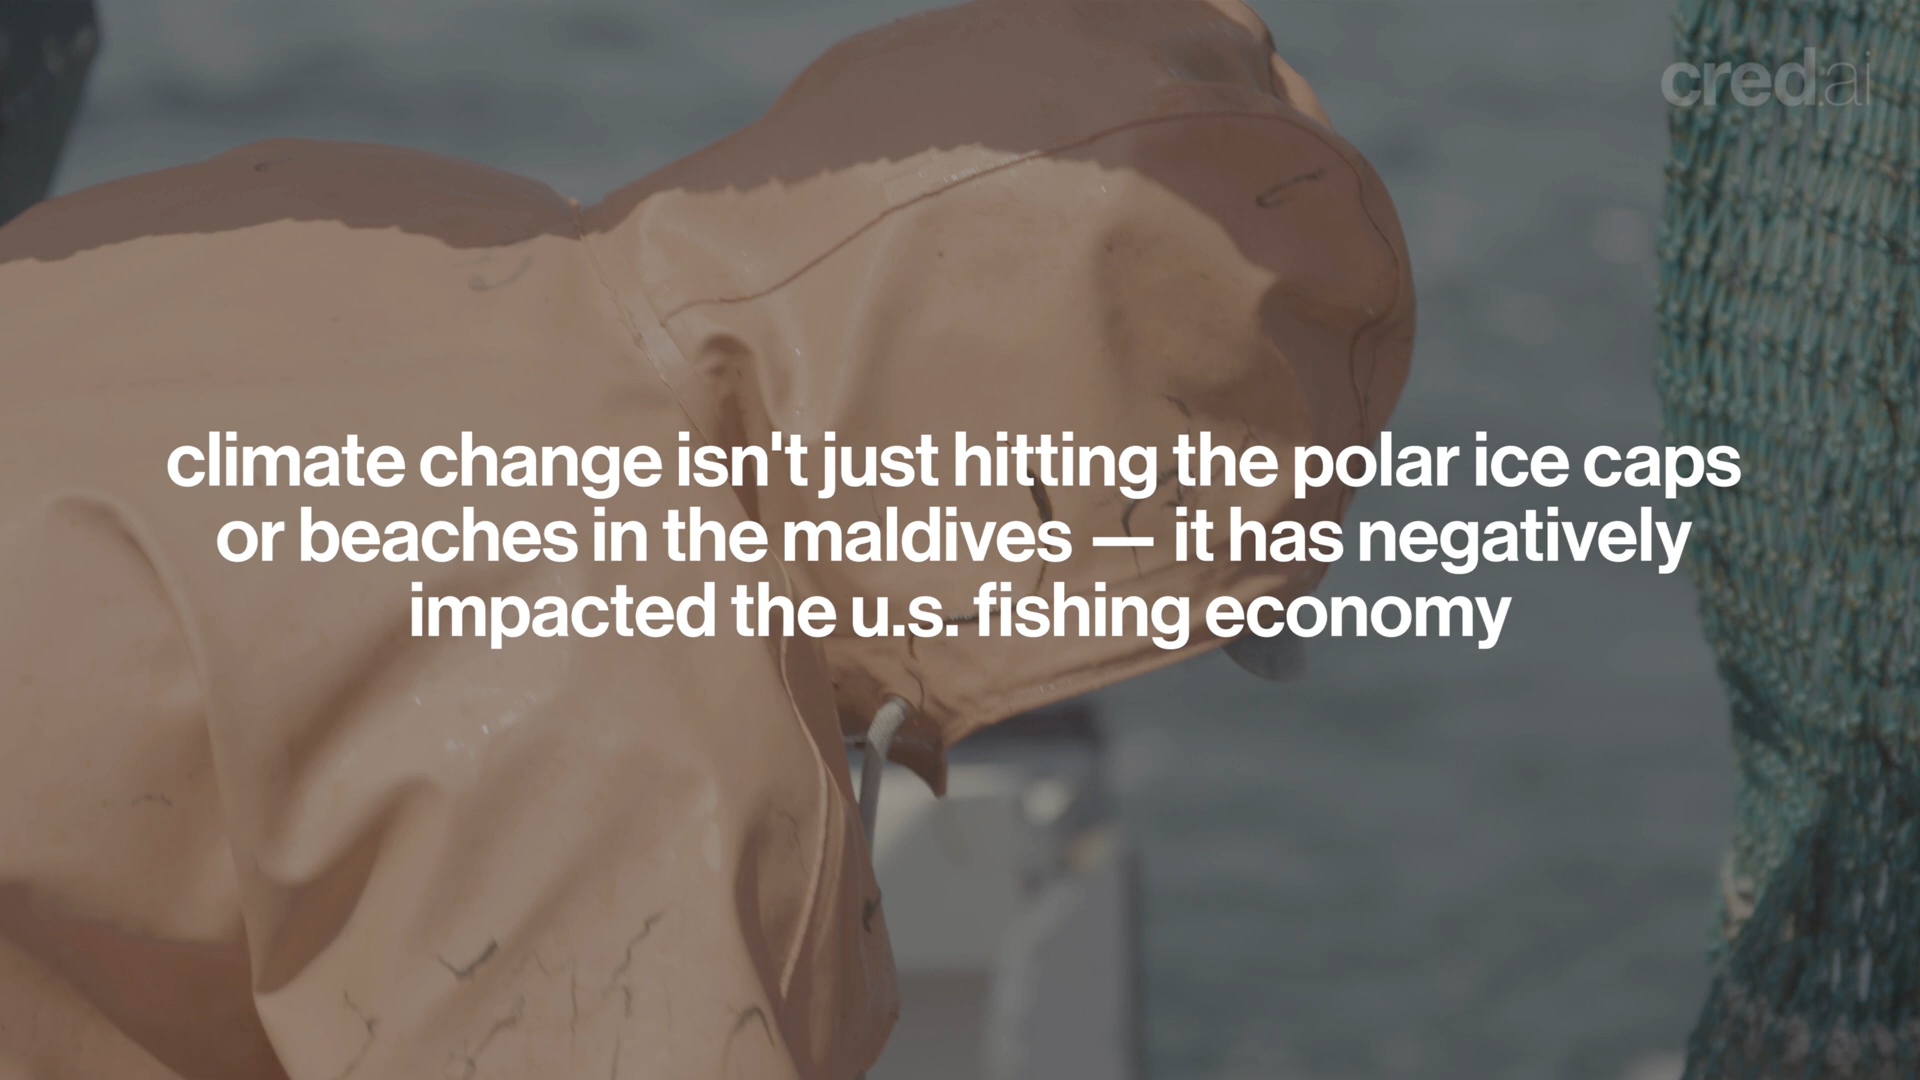 cred.ai
climate change isn't just hitting the polar ice caps
or beaches in the maldives — it has negatively
impacted the u.s. fishing economy